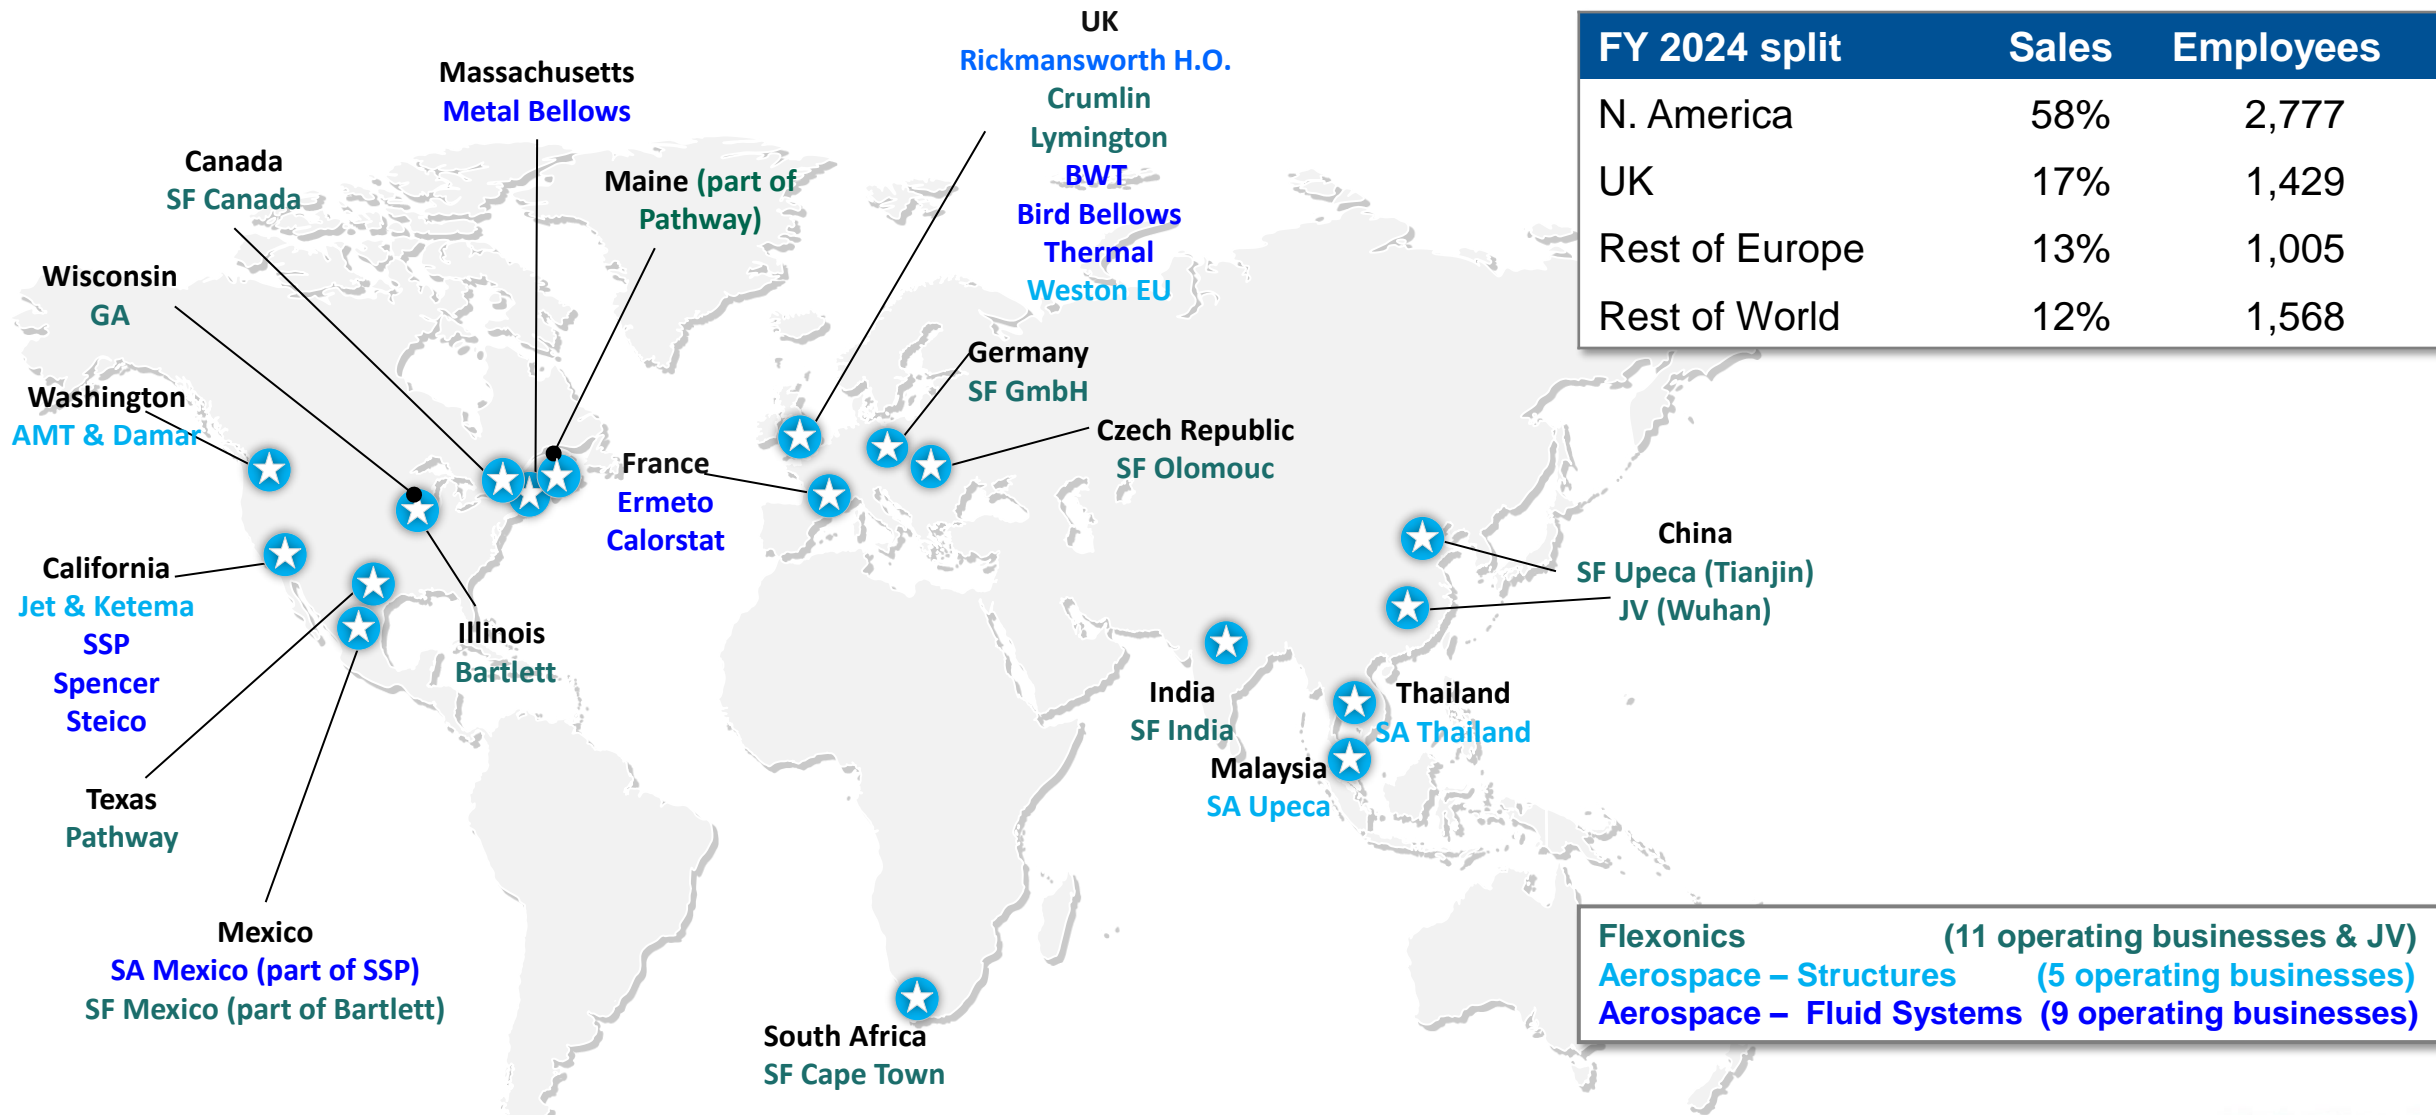 UK
Rickmansworth H.O.
Crumlin
Lymington
BWT
Bird Bellows
Thermal
Weston EU
Massachusetts
Metal Bellows
Canada
SF Canada
Maine (part of
Pathway)
Wisconsin
GA
Washington
AMT & Damar
Germany
SF GmbH
Czech Republic
SF Olomouc
France
Ermeto
Calorstat
California
Jet & Ketema
SSP
Spencer
Steico
Illinois
Bartlett
Texas
Pathway
Mexico
SA Mexico (part of SSP)
SF Mexico (part of Bartlett)
South Africa
SF Cape Town
India
SF India
Thailand
SA Thailand
Malaysia
SA Upeca
China
SF Upeca (Tianjin)
JV (Wuhan)
FY 2024 split Sales Employees
N. America 58% 2,777
UK 17% 1,429
Rest of Europe 13% 1,005
Rest of World 12% 1,568
Flexonics (11 operating businesses & JV)
Aerospace – Structures (5 operating businesses)
Aerospace – Fluid Systems (9 operating businesses)